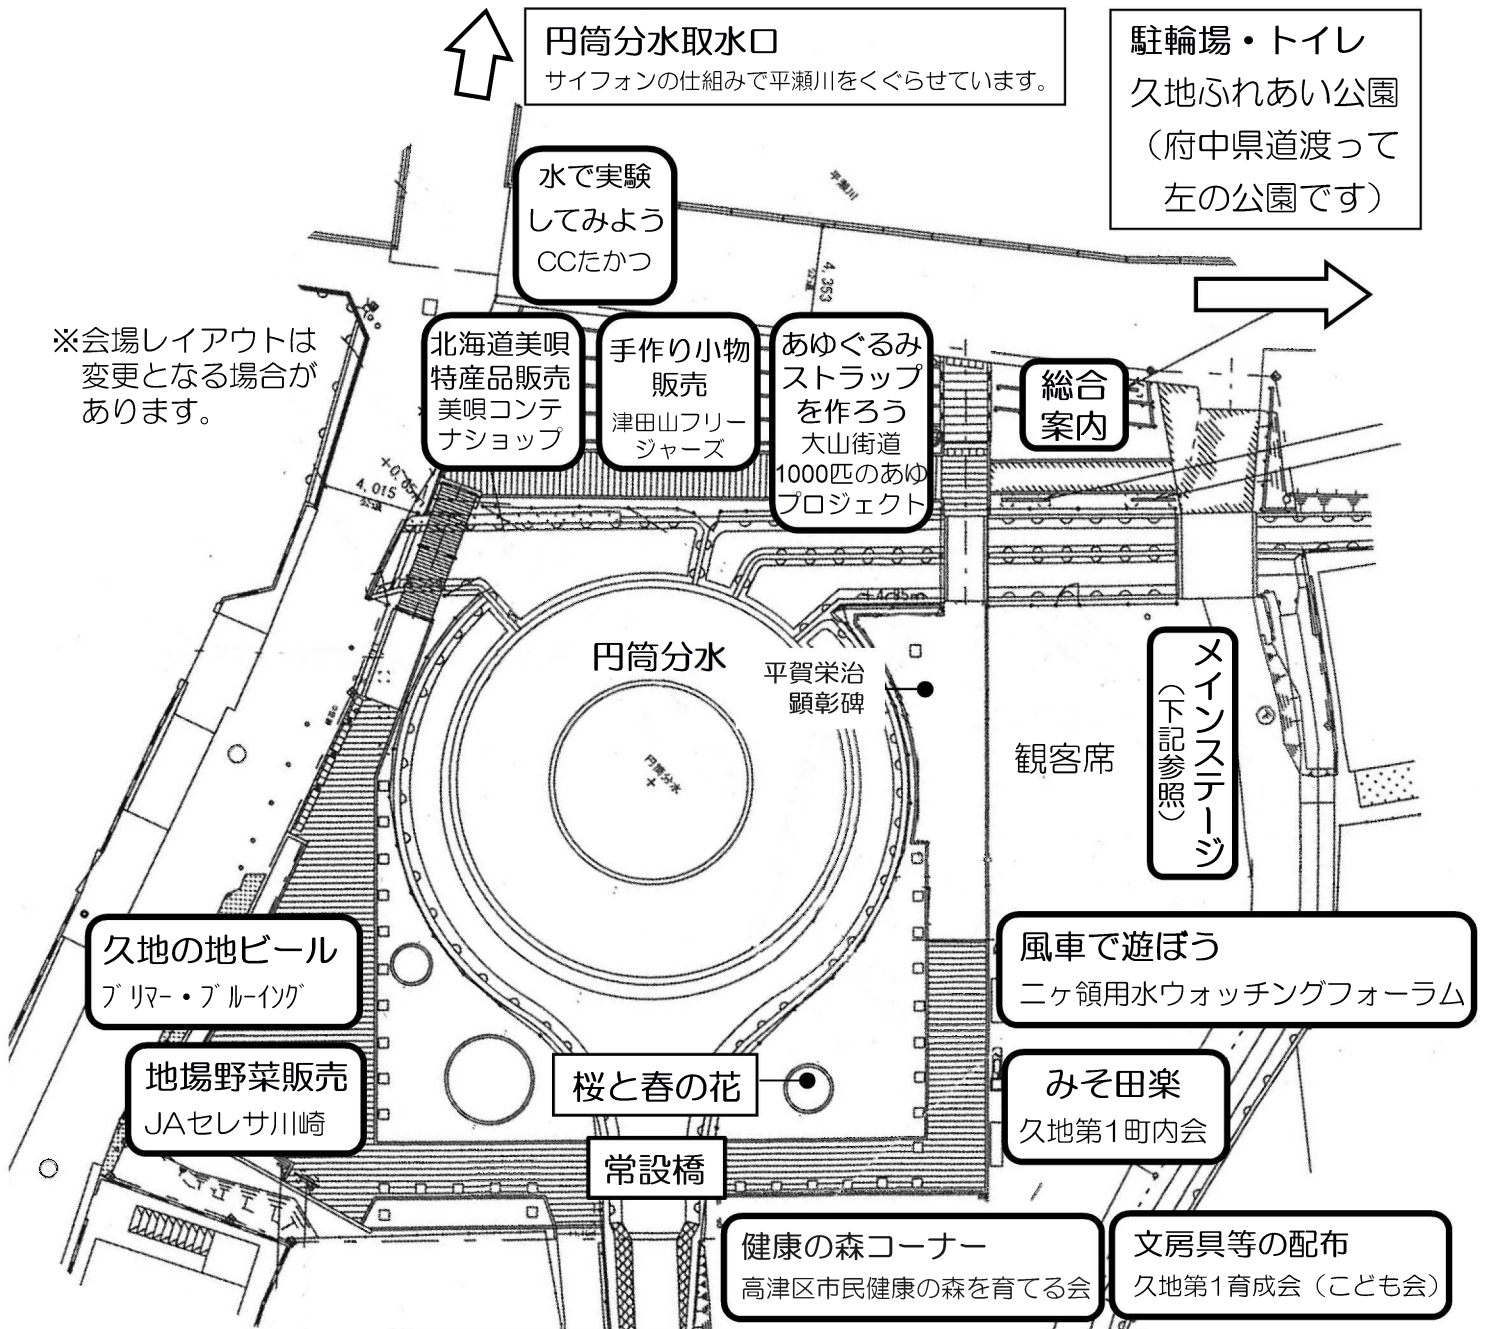 円筒分水取水口
サイフォンの仕組みで平瀬川をくぐらせています。
駐輪場・トイレ
久地ふれあい公園
（府中県道渡って
左の公園です）
水で実験
してみよう
CCたかつ
平瀬川
4,353
公道
※会場レイアウトは
変更となる場合が
あります。
北海道美唄
特産品販売
美唄コンテ
ナショップ
手作り小物
販売
津田山フリー
ジャーズ
あゆぐるみ
ストラップ
を作ろう
大山街道
1000匹のあゆ
プロジェクト
総合
案内
4,015
公道
円筒分水
平賀栄治
顕彰碑
円筒分水
観客席
メインステージ
（下記参照）
久地の地ビール
ブリマー・ブルーイング
風車で遊ぼう
二ヶ領用水ウォッチングフォーラム
地場野菜販売
JAセレサ川崎
桜と春の花
みそ田楽
久地第1町内会
常設橋
健康の森コーナー
高津区市民健康の森を育てる会
文房具等の配布
久地第1育成会（こども会）